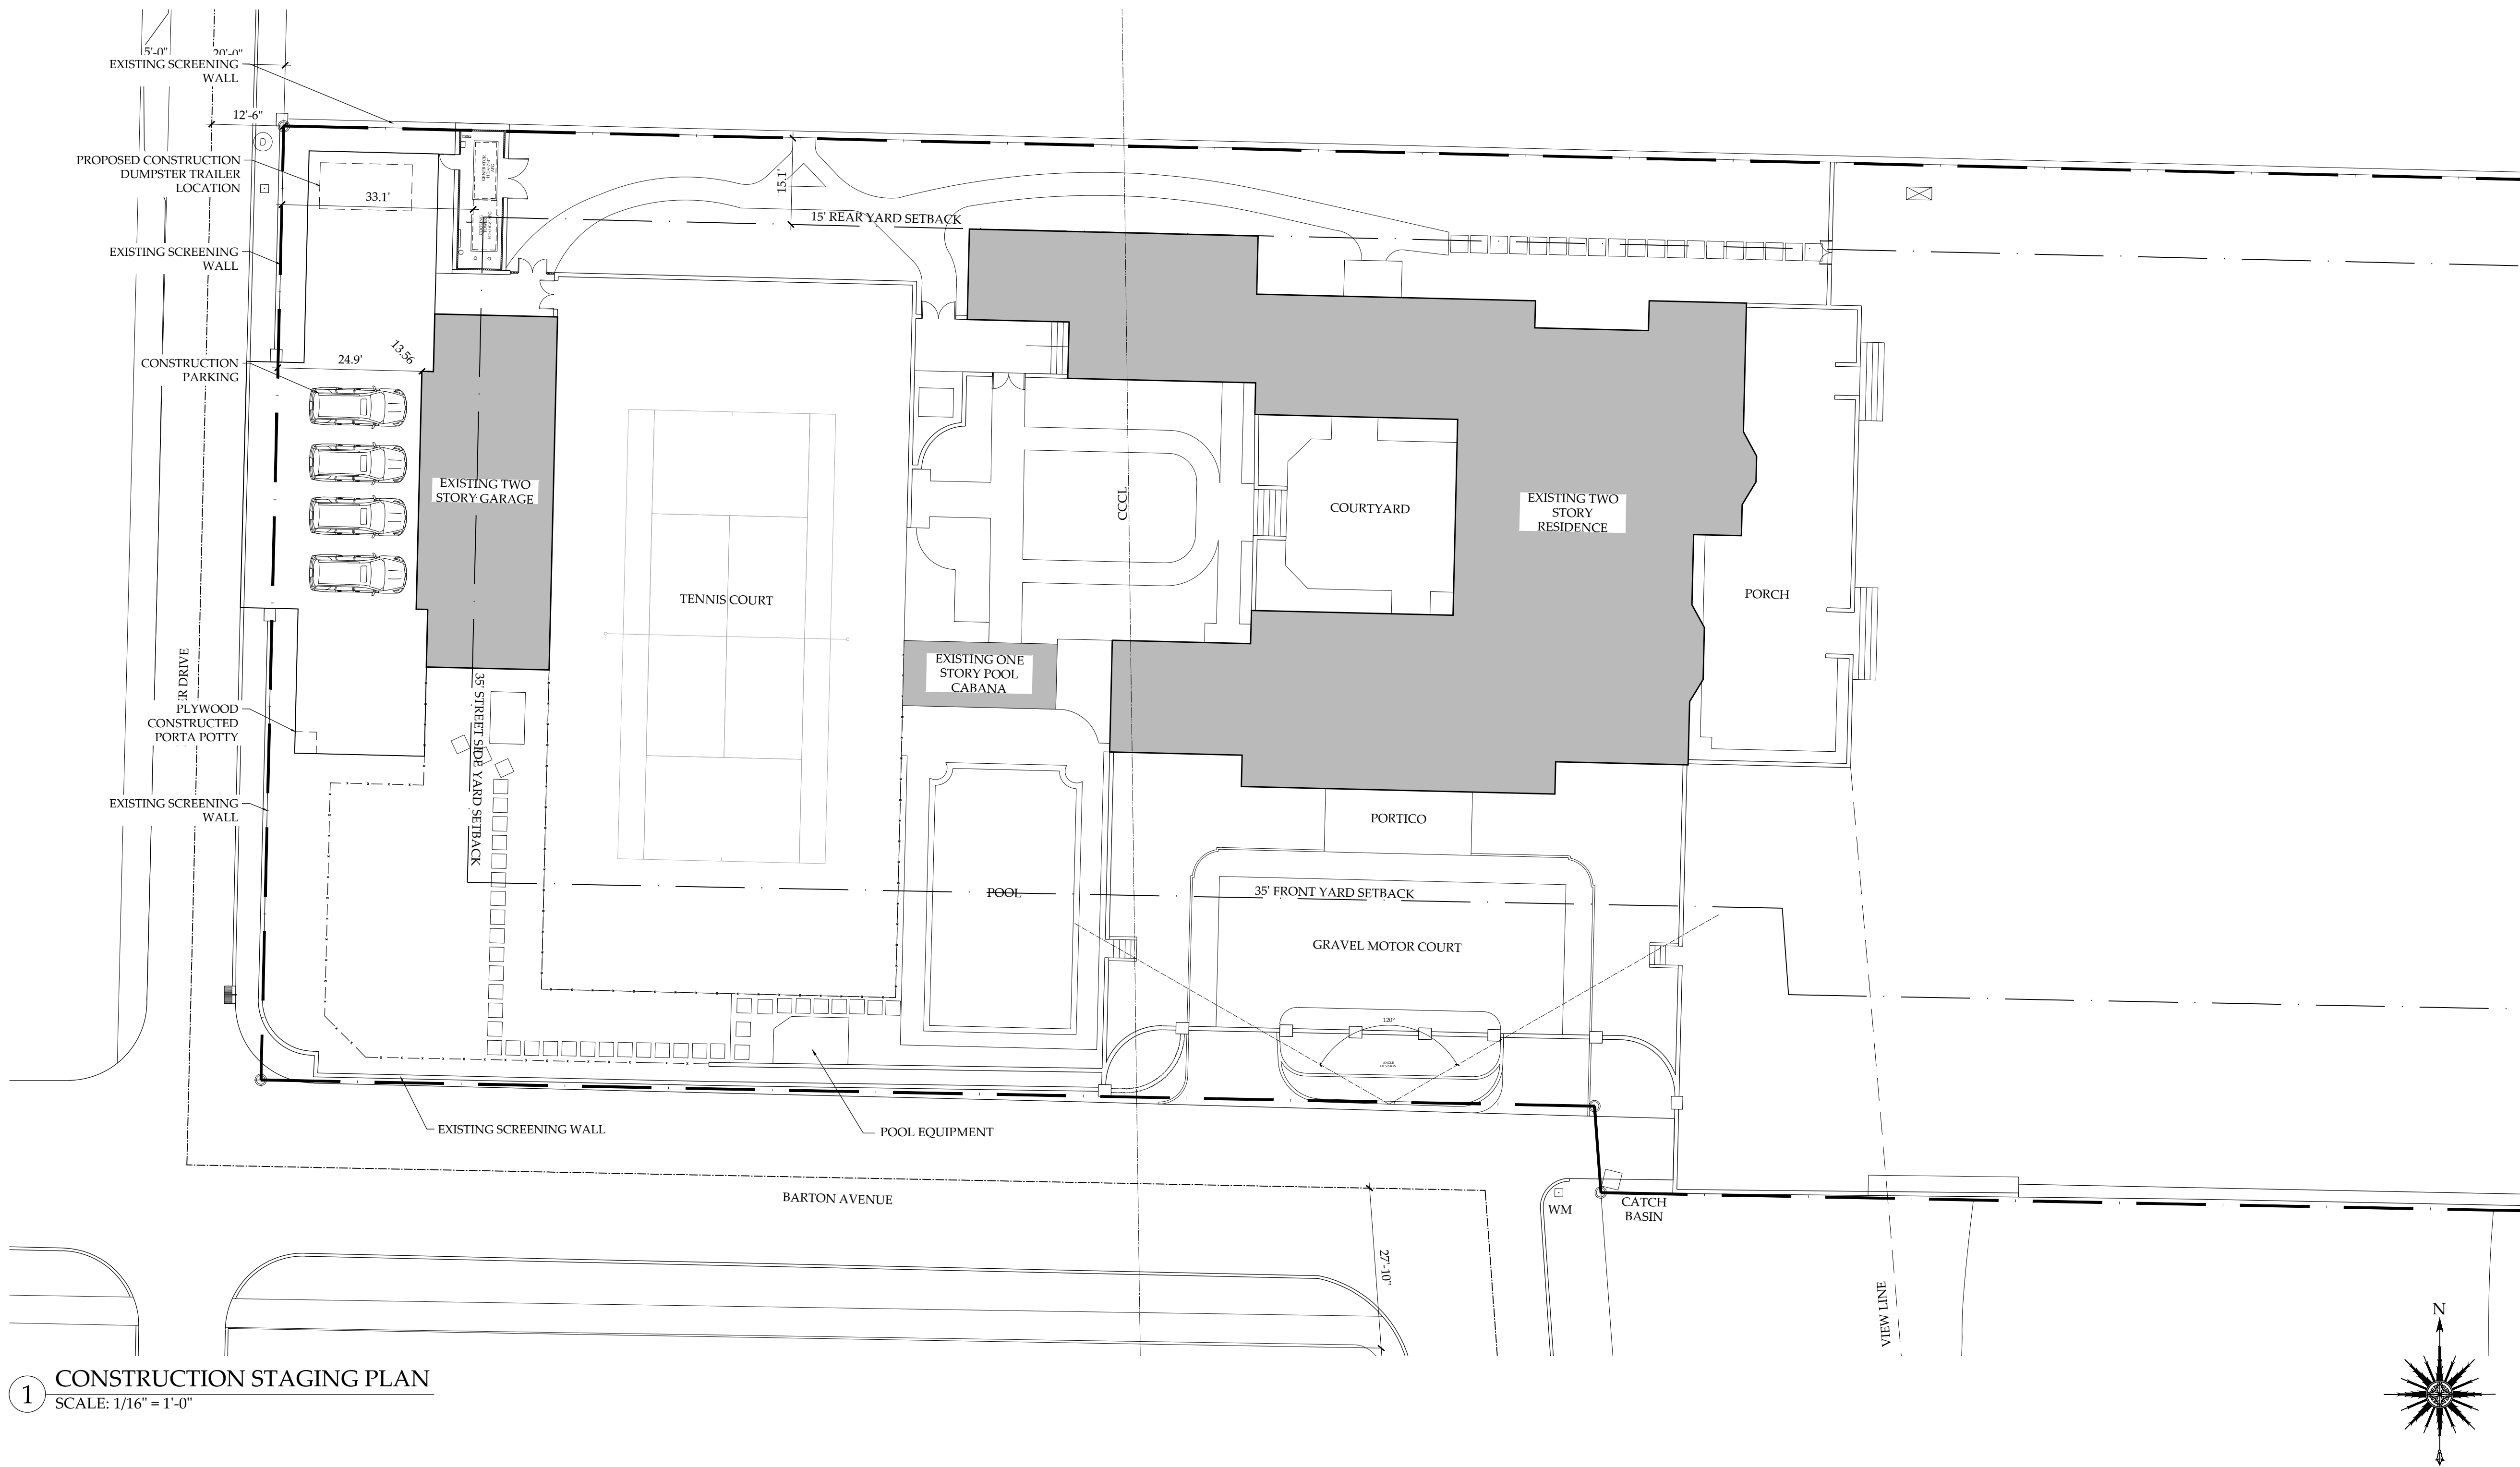 5'-0"
20'-0"
EXISTING SCREENING
WALL
12'-6"
D
PROPOSED CONSTRUCTION
DUMPSTER TRAILER
LOCATION
33.1'
GENERATOR
15.1'
15' REAR YARD SETBACK
EXISTING SCREENING
WALL
CONSTRUCTION
PARKING
24.9'
13.56
EXISTING TWO
STORY GARAGE
TENNIS COURT
CCCL
COURTYARD
EXISTING TWO
STORY
RESIDENCE
PORCH
ER DRIVE
EXISTING ONE
STORY POOL
CABANA
PLYWOOD
CONSTRUCTED
PORTA POTTY
35' STREET SIDE YARD SETBACK
EXISTING SCREENING
WALL
PORTICO
POOL
35' FRONT YARD SETBACK
GRAVEL MOTOR COURT
120°
ANGLE
OF VISION
EXISTING SCREENING WALL
POOL EQUIPMENT
BARTON AVENUE
WM
CATCH
BASIN
27'-10"
VIEW LINE
N
1
CONSTRUCTION STAGING PLAN
SCALE: 1/16" = 1'-0"